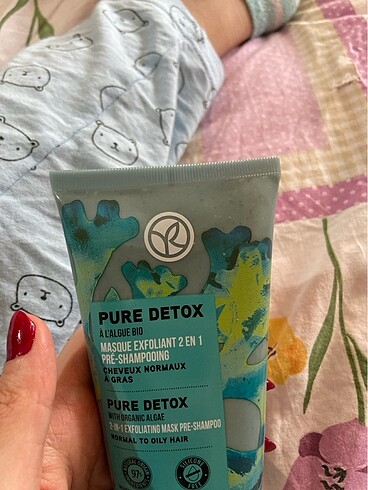 PURE DETOX
À L'ALGUE BIO
MASQUE EXFOLIANT 2 EN 1
PRÉ-SHAMPOOING
CHEVEUX NORMAUX
À GRAS
PURE DETOX
WITH ORGANIC ALGAE
2-IN-1 EXFOLIATING MASK PRE-SHAMPOO
NORMAL TO OILY HAIR
97%